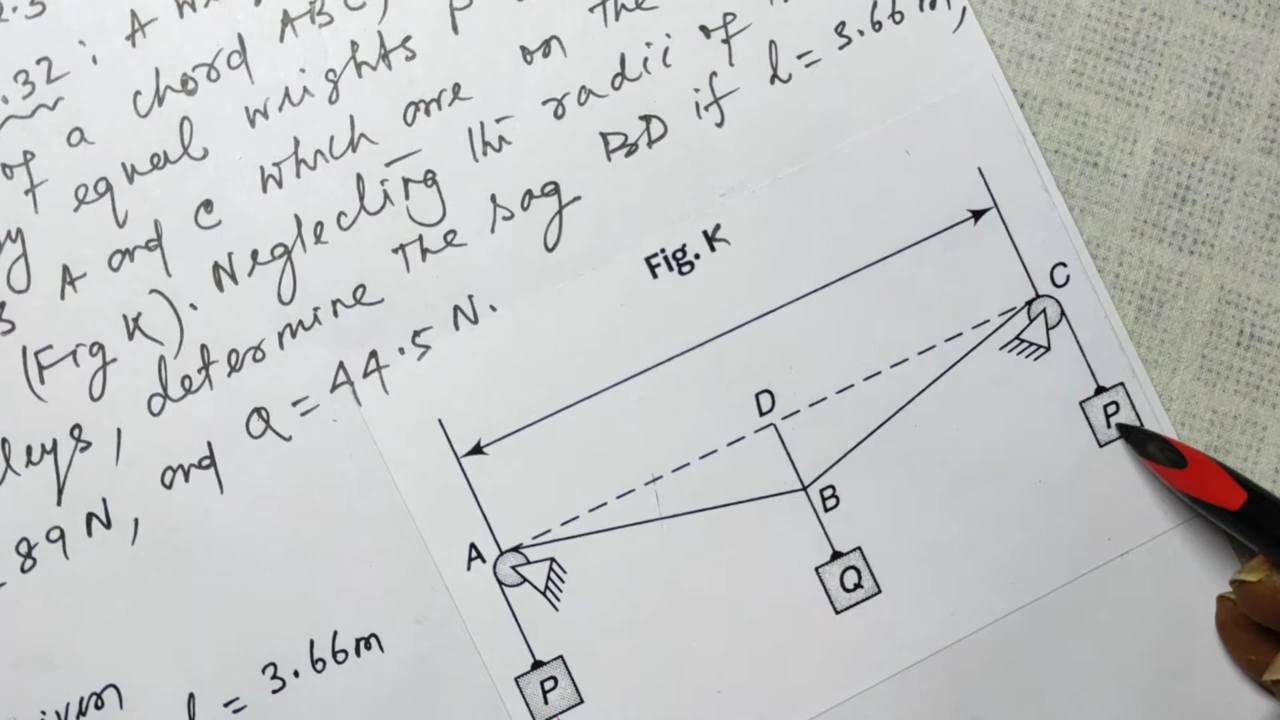 .32 : A
of a chord ABC,
equal weights P
A and C which are on the
(Fig K). Neglecting the radii of
determine the sag BD if l = 3.66 m,
89 N, and Q = 44.5 N.
l = 3.66m
Fig. K
C
D
P
B
A
Q
P